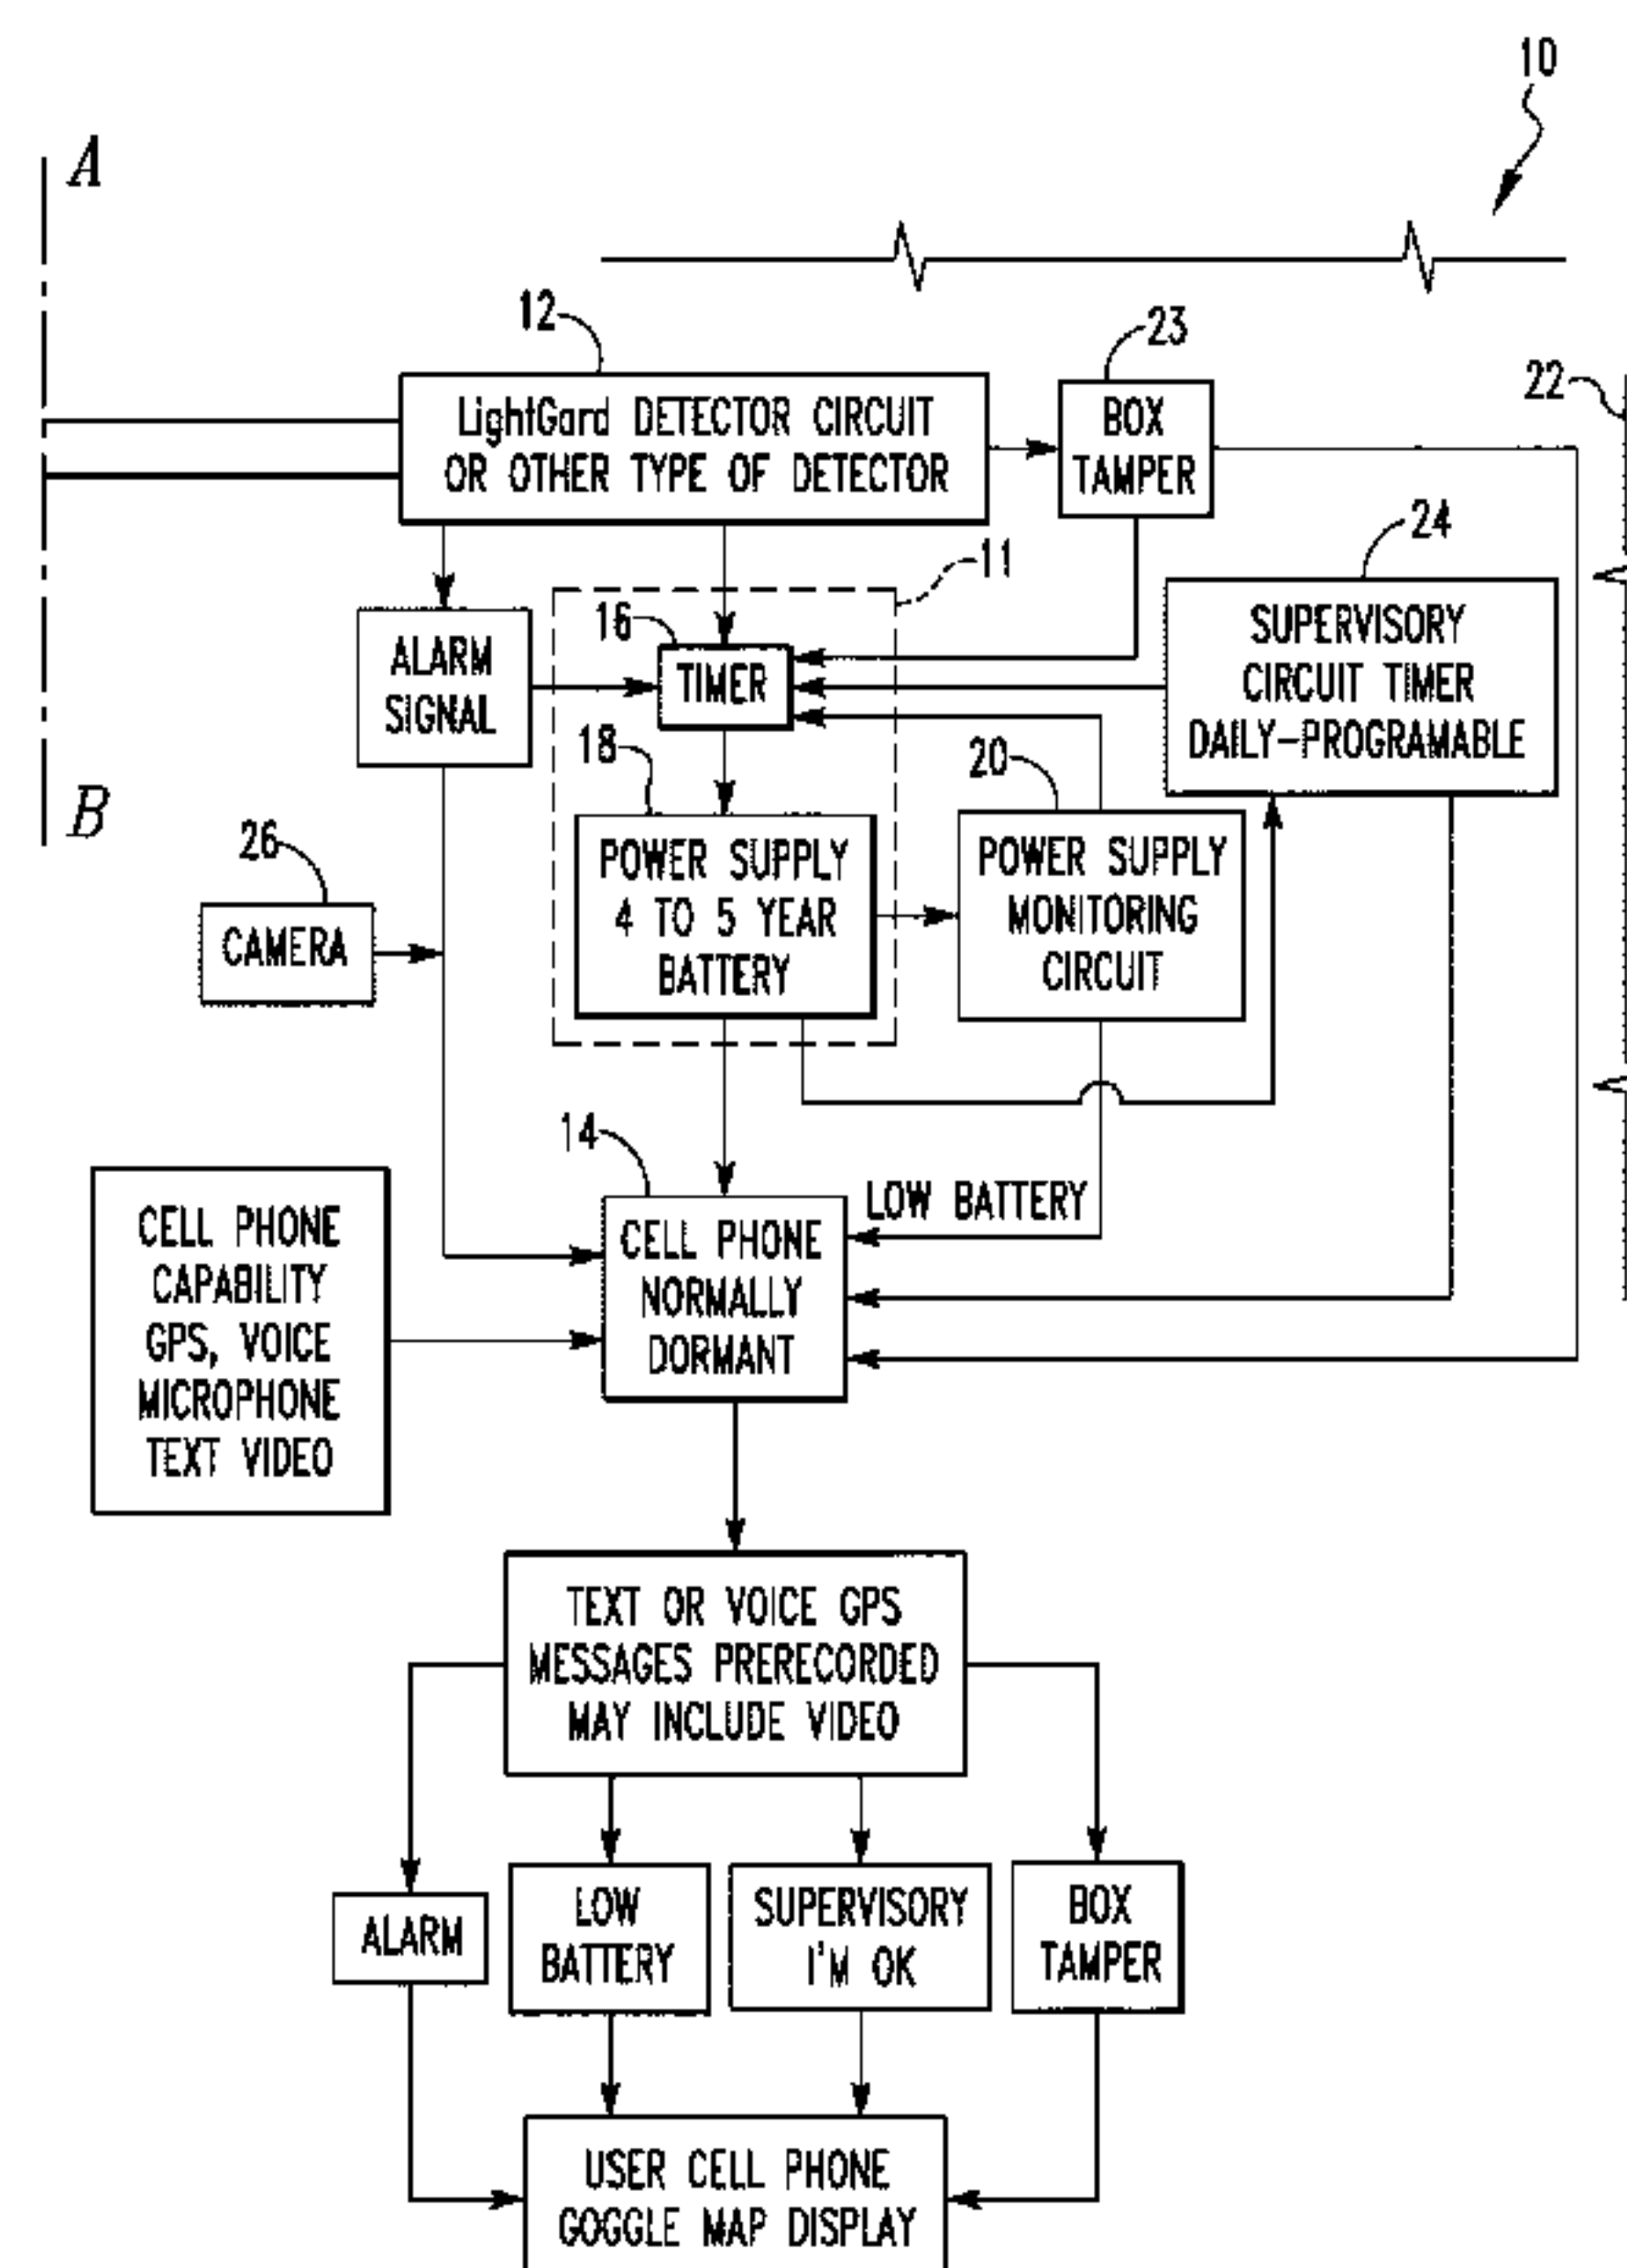 10
A
12
23
22
LightGard DETECTOR CIRCUIT
OR OTHER TYPE OF DETECTOR
BOX
TAMPER
24
11
16
ALARM
SIGNAL
TIMER
SUPERVISORY
CIRCUIT TIMER
DAILY-PROGRAMABLE
18
20
B
26
CAMERA
POWER SUPPLY
4 TO 5 YEAR
BATTERY
POWER SUPPLY
MONITORING
CIRCUIT
14
LOW BATTERY
CELL PHONE
CAPABILITY
GPS, VOICE
MICROPHONE
TEXT VIDEO
CELL PHONE
NORMALLY
DORMANT
TEXT OR VOICE GPS
MESSAGES PRERECORDED
MAY INCLUDE VIDEO
ALARM
LOW
BATTERY
SUPERVISORY
I'M OK
BOX
TAMPER
USER CELL PHONE
GOGGLE MAP DISPLAY